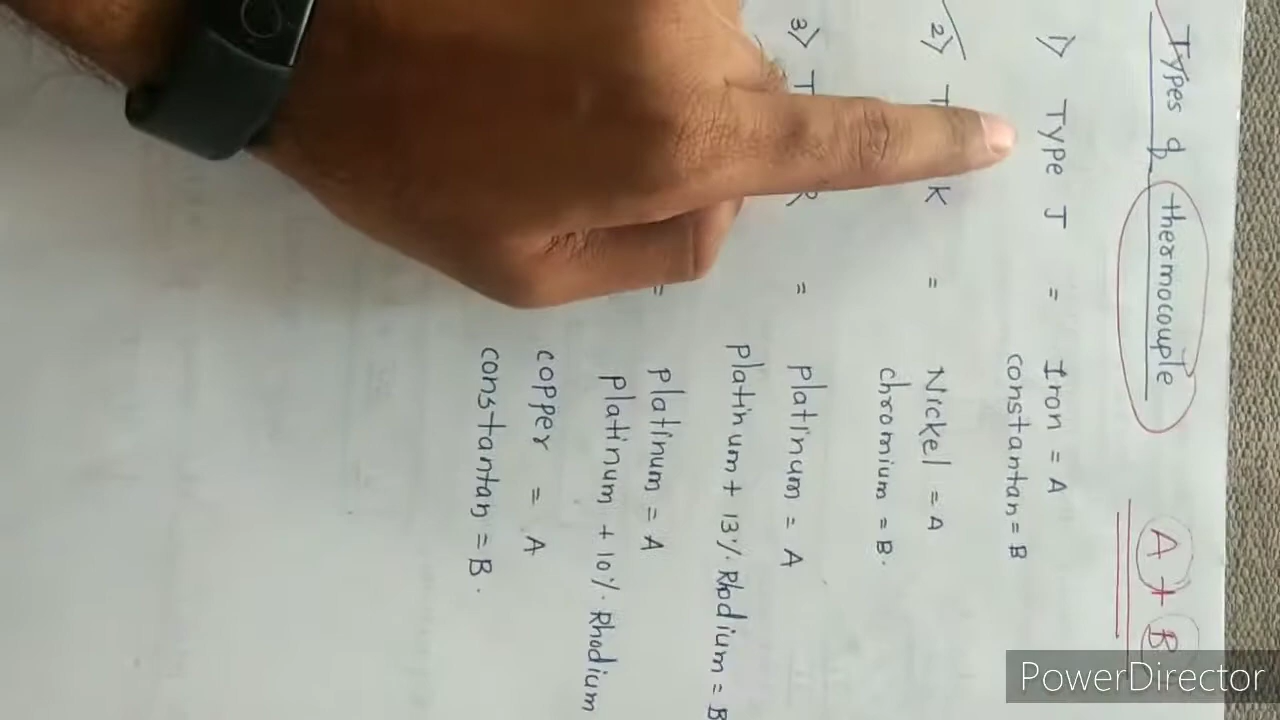 Types of thermocouple A + B
1) Type J = Iron = A
constantan = B
2) K = Nickel = A
chromium = B.
3) R = platinum = A
platinum + 13%. Rhodium = B
= platinum = A
platinum + 10%. Rhodium
copper = A
constantan = B.
PowerDirector